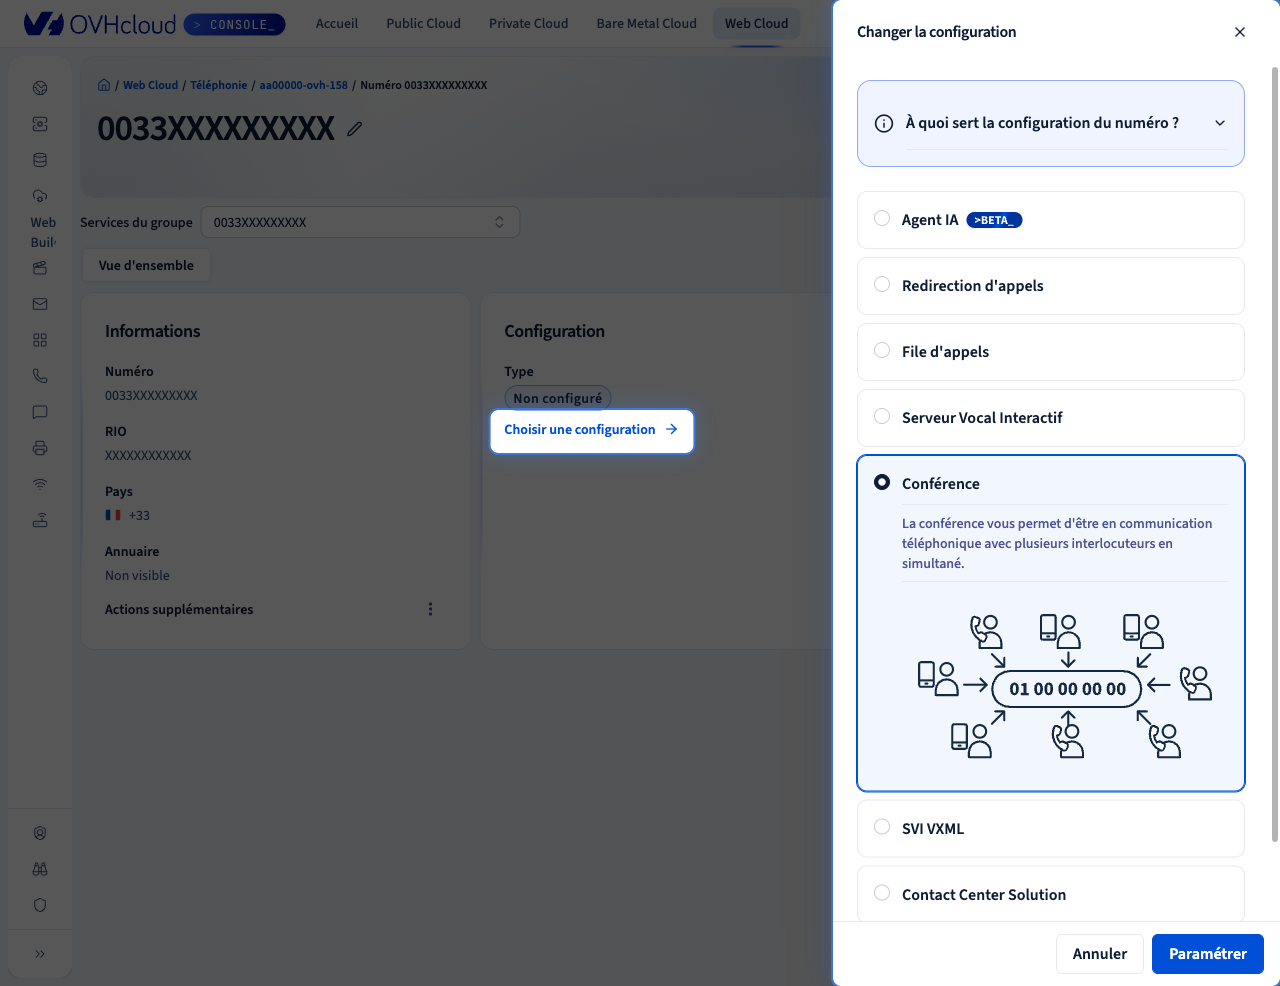 OVHcloud > CONSOLE_
Accueil Public Cloud Private Cloud Bare Metal Cloud Web Cloud
/ Web Cloud / Téléphonie / aa00000-ovh-158 / Numéro 0033XXXXXXXXX
0033XXXXXXXXX
Services du groupe 0033XXXXXXXXX
Web
Buil
Vue d'ensemble
Informations
Numéro
0033XXXXXXXXX
RIO
XXXXXXXXXXXX
Pays
+33
Annuaire
Non visible
Actions supplémentaires
Configuration
Type
Non configuré
Choisir une configuration
Changer la configuration
À quoi sert la configuration du numéro ?
Agent IA >BETA_
Redirection d'appels
File d'appels
Serveur Vocal Interactif
Conférence
La conférence vous permet d'être en communication
téléphonique avec plusieurs interlocuteurs en
simultané.
01 00 00 00 00
SVI VXML
Contact Center Solution
Annuler Paramétrer